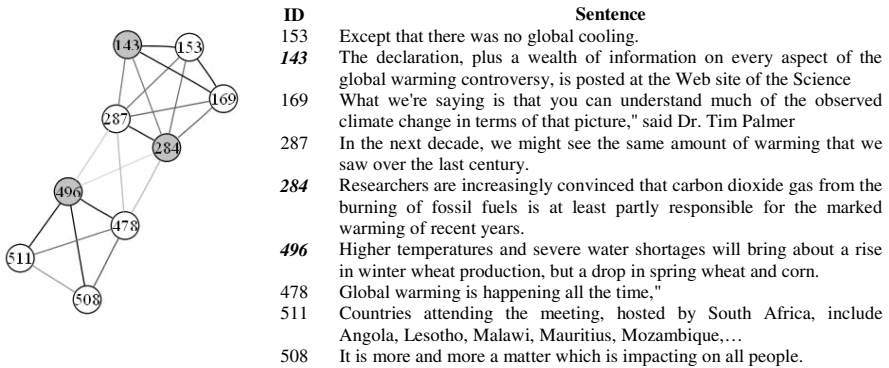 143
153
169
287
284
496
478
511
508
ID Sentence
153 Except that there was no global cooling.
143 The declaration, plus a wealth of information on every aspect of the
global warming controversy, is posted at the Web site of the Science
169 What we're saying is that you can understand much of the observed
climate change in terms of that picture," said Dr. Tim Palmer
287 In the next decade, we might see the same amount of warming that we
saw over the last century.
284 Researchers are increasingly convinced that carbon dioxide gas from the
burning of fossil fuels is at least partly responsible for the marked
warming of recent years.
496 Higher temperatures and severe water shortages will bring about a rise
in winter wheat production, but a drop in spring wheat and corn.
478 Global warming is happening all the time,"
511 Countries attending the meeting, hosted by South Africa, include
Angola, Lesotho, Malawi, Mauritius, Mozambique,…
508 It is more and more a matter which is impacting on all people.